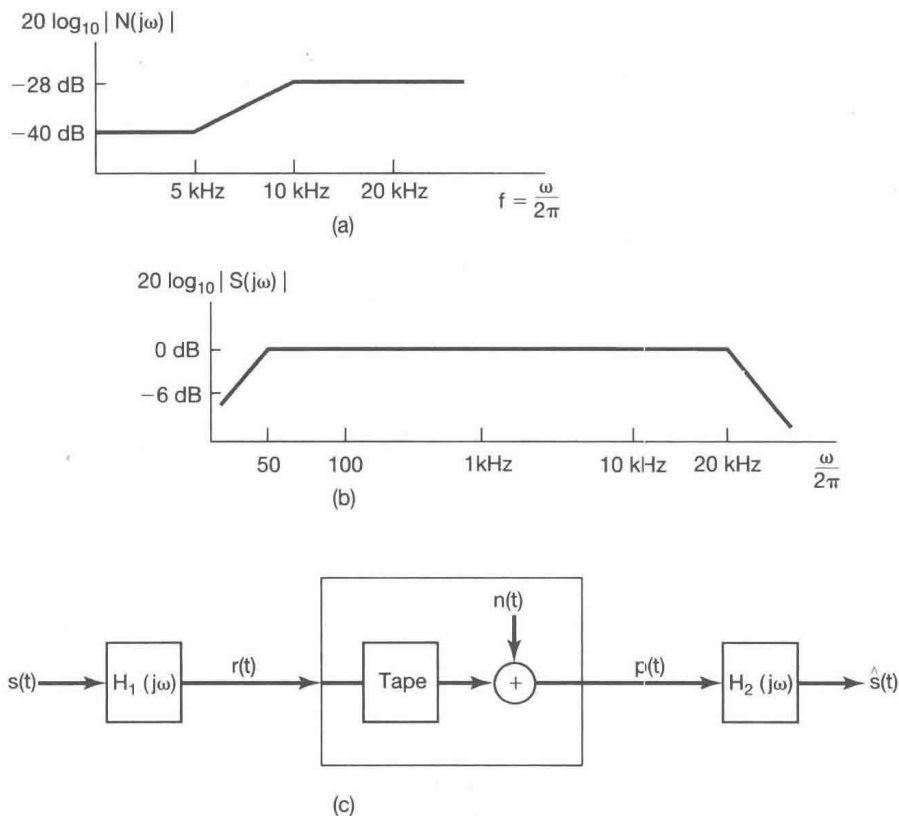 20 log₁₀ | N(jω) |
−28 dB
−40 dB
5 kHz 10 kHz 20 kHz f = ω/2π
(a)
20 log₁₀ | S(jω) |
0 dB
−6 dB
50 100 1kHz 10 kHz 20 kHz ω/2π
(b)
n(t)
s(t) H₁ (jω) r(t) Tape + p(t) H₂ (jω) ŝ(t)
(c)